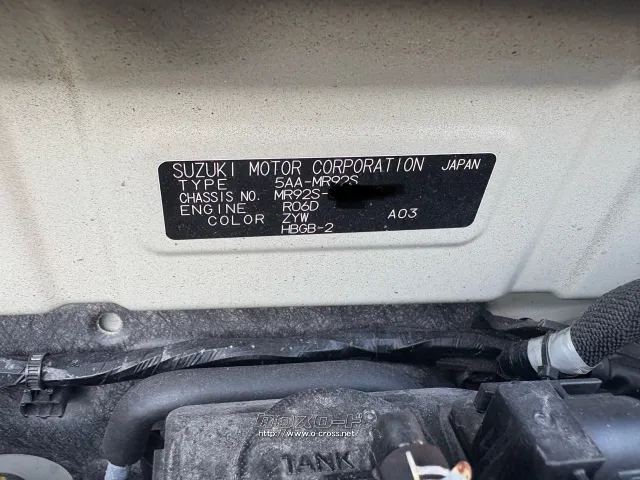 SUZUKI MOTOR CORPORATION JAPAN
TYPE 5AA-MR92S
CHASSIS NO. MR92S-
ENGINE R06D
COLOR ZYW A03
HBGB-2
http://www.o-cross.net
TANK